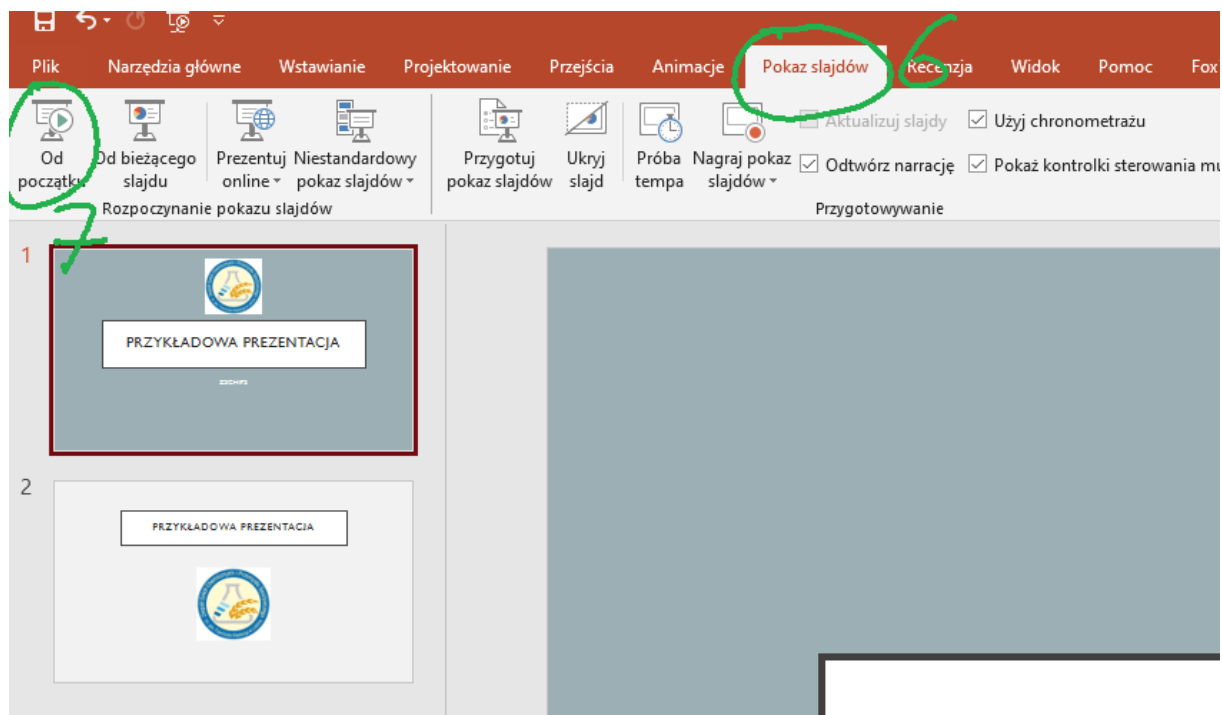 Plik Narzędzia główne Wstawianie Projektowanie Przejścia Animacje Pokaz slajdów Recenzja Widok Pomoc Fox
6
Od początku
Od bieżącego slajdu
Prezentuj online
Niestandardowy pokaz slajdów
Przygotuj pokaz slajdów
Ukryj slajd
Próba tempa
Nagraj pokaz slajdów
Aktualizuj slajdy
Odtwórz narrację
Użyj chronometrażu
Pokaż kontrolki sterowania mu
Rozpoczynanie pokazu slajdów
Przygotowywanie
7
1
PRZYKŁADOWA PREZENTACJA
2
PRZYKŁADOWA PREZENTACJA